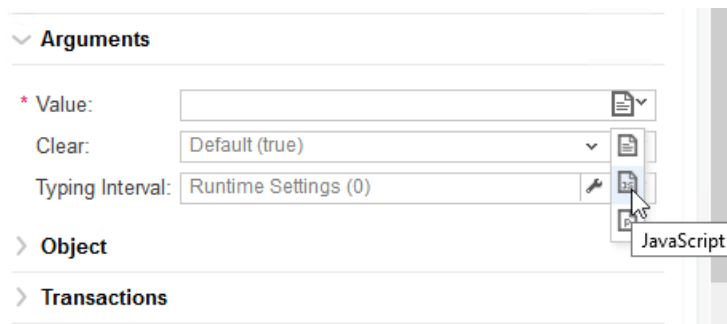 Arguments
* Value:
Clear: Default (true)
Typing Interval: Runtime Settings (0)
JavaScript
Object
Transactions